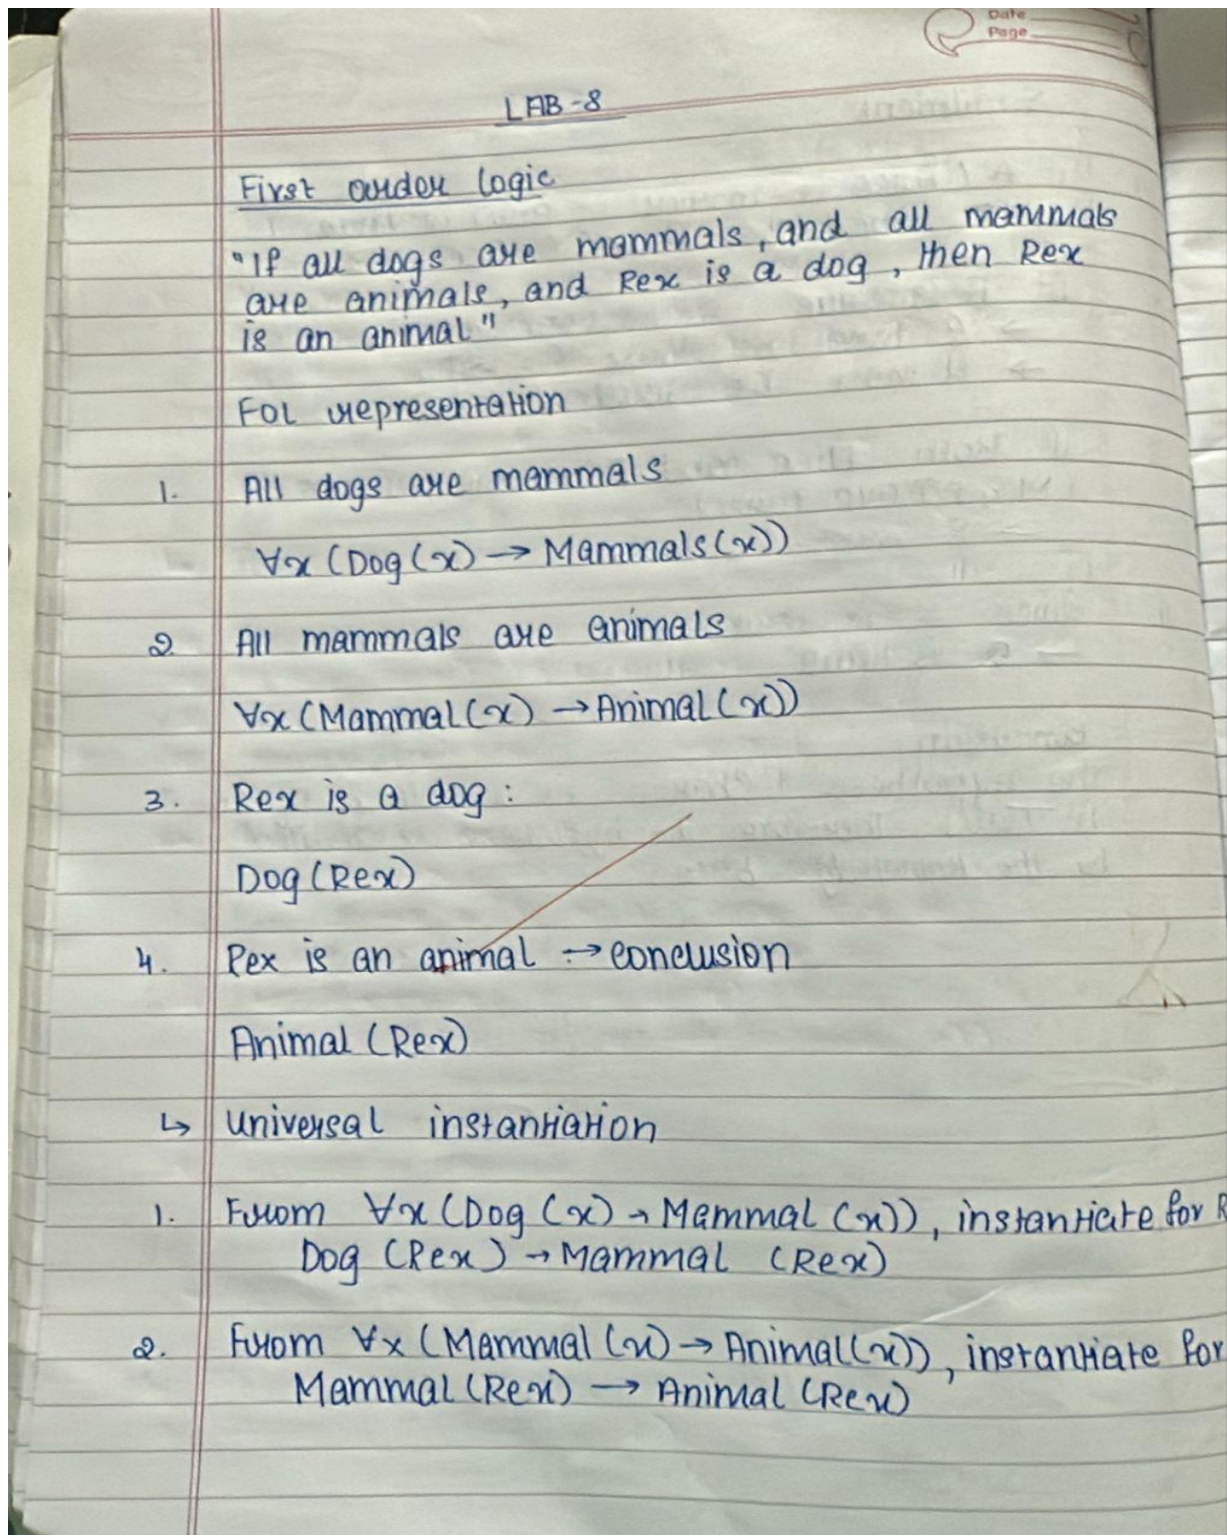 Date
Page
LAB-8
First order logic
"If all dogs are mammals, and all mammals
are animals, and Rex is a dog, then Rex
is an animal"
FOL representation
1. All dogs are mammals
∀x (Dog(x) → Mammals(x))
2 All mammals are animals
∀x (Mammal(x) → Animal(x))
3. Rex is a dog:
Dog (Rex)
4. Rex is an animal → conclusion
Animal (Rex)
↳ Universal instantiation
1. From ∀x (Dog (x) → Mammal (x)), instantiate for R
Dog (Rex) → Mammal (Rex)
2. From ∀x (Mammal (x) → Animal(x)), instantiate for
Mammal (Rex) → Animal (Rex)